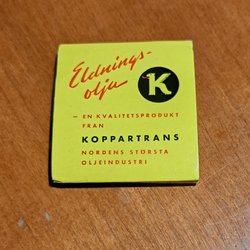 Eldnings-
olja
K
– EN KVALITETSPRODUKT
FRÅN
KOPPARTRANS
NORDENS STÖRSTA
OLJEINDUSTRI